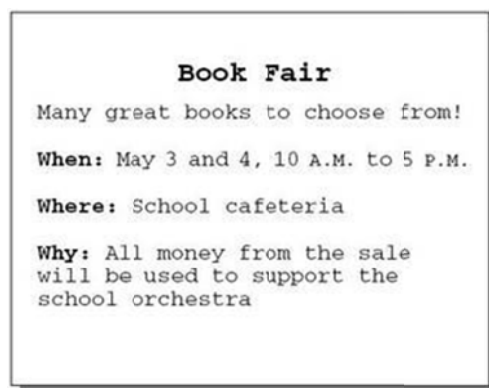 Book Fair
Many great books to choose from!
When: May 3 and 4, 10 A.M. to 5 P.M.
Where: School cafeteria
Why: All money from the sale
will be used to support the
school orchestra